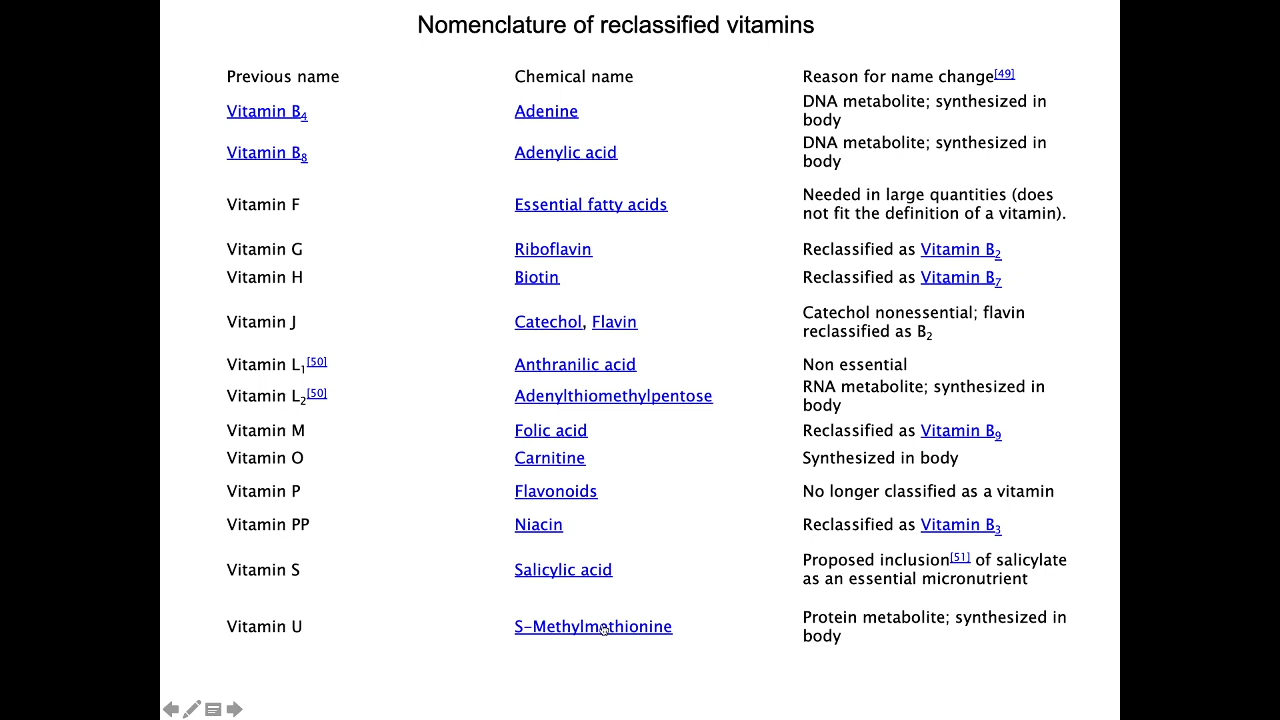 Nomenclature of reclassified vitamins
Previous name Chemical name Reason for name change[49]
Vitamin B4 Adenine DNA metabolite; synthesized in body
Vitamin B8 Adenylic acid DNA metabolite; synthesized in body
Vitamin F Essential fatty acids Needed in large quantities (does not fit the definition of a vitamin).
Vitamin G Riboflavin Reclassified as Vitamin B2
Vitamin H Biotin Reclassified as Vitamin B7
Vitamin J Catechol, Flavin Catechol nonessential; flavin reclassified as B2
Vitamin L1[50] Anthranilic acid Non essential
Vitamin L2[50] Adenylthiomethylpentose RNA metabolite; synthesized in body
Vitamin M Folic acid Reclassified as Vitamin B9
Vitamin O Carnitine Synthesized in body
Vitamin P Flavonoids No longer classified as a vitamin
Vitamin PP Niacin Reclassified as Vitamin B3
Vitamin S Salicylic acid Proposed inclusion[51] of salicylate as an essential micronutrient
Vitamin U S-Methylmethionine Protein metabolite; synthesized in body